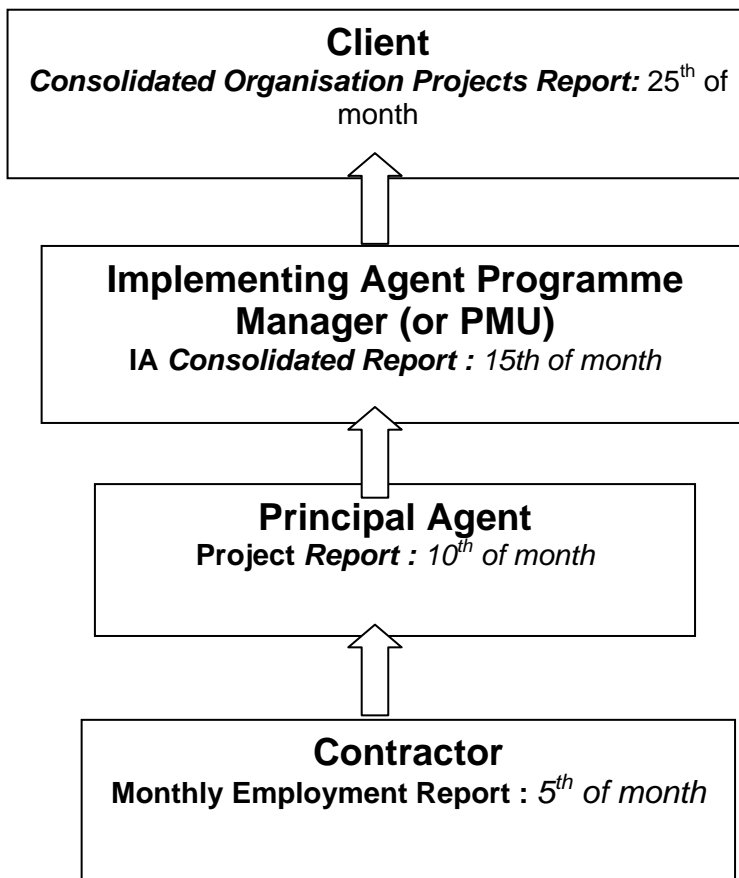 Client
Consolidated Organisation Projects Report: 25th of
month
Implementing Agent Programme
Manager (or PMU)
IA Consolidated Report : 15th of month
Principal Agent
Project Report : 10th of month
Contractor
Monthly Employment Report : 5th of month